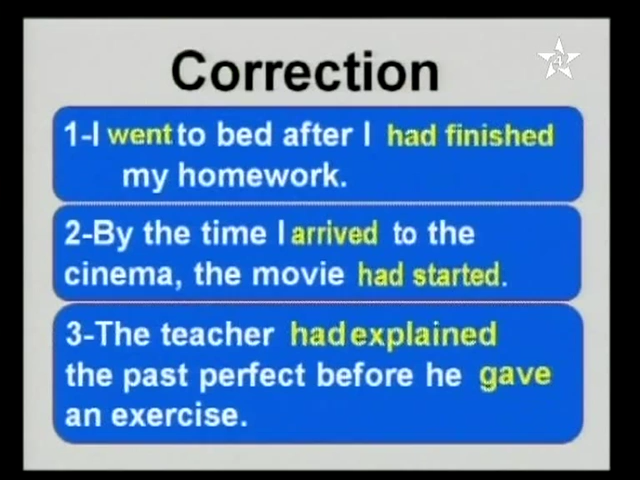 Correction
1-I went to bed after I had finished
my homework.
2-By the time I arrived to the
cinema, the movie had started.
3-The teacher had explained
the past perfect before he gave
an exercise.